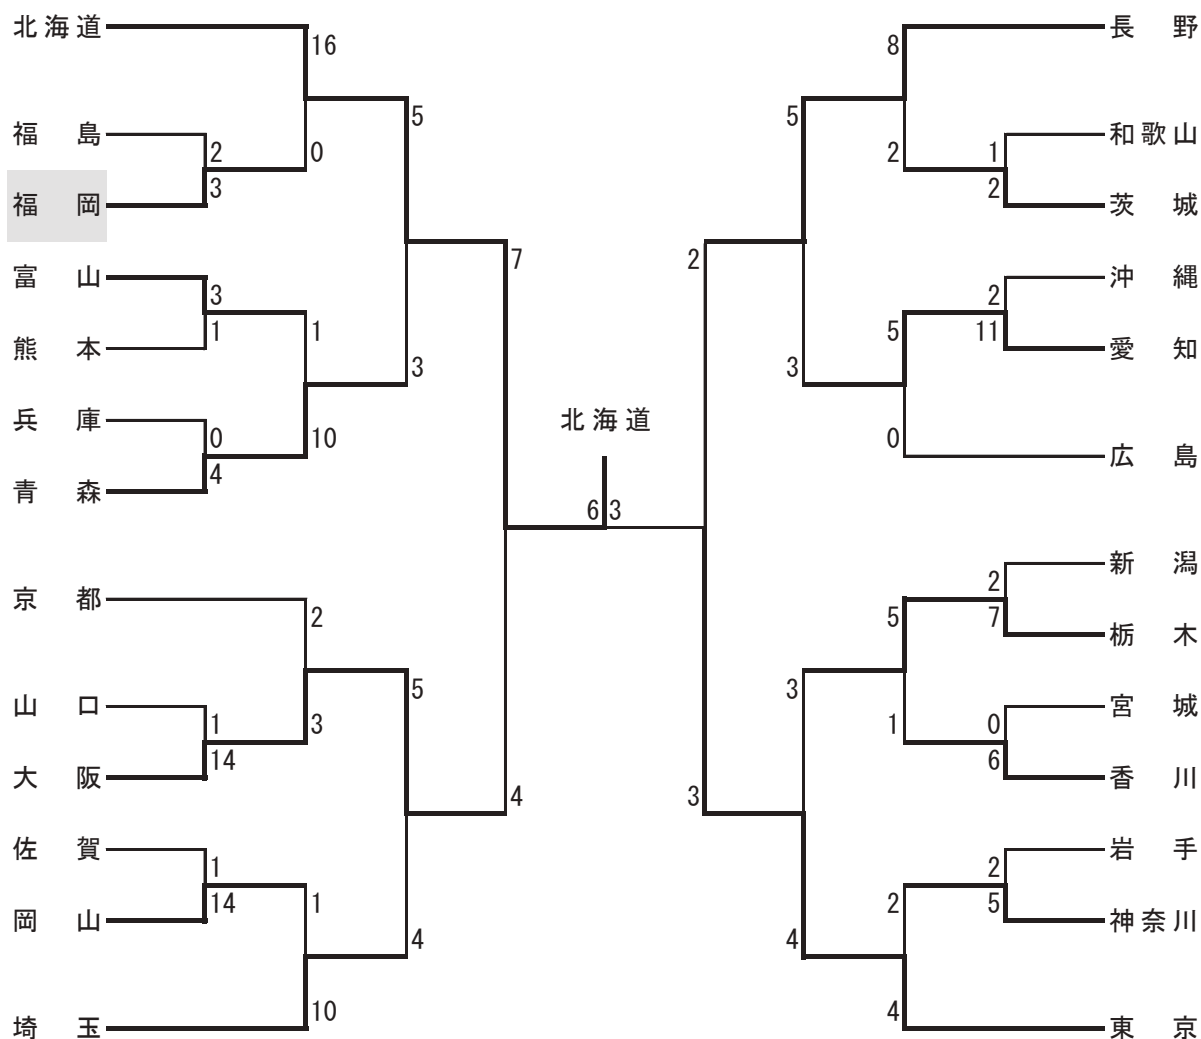 北海道
16
5
福島
2
0
福岡
3
富山
3
7
熊本
1
1
3
兵庫
0
10
青森
4
京都
2
山口
1
3
5
大阪
14
4
佐賀
1
岡山
14
1
4
埼玉
10
北海道
6 3
長野
8
5
和歌山
1
2
茨城
2
沖縄
2
2
愛知
11
5
3
広島
0
新潟
2
栃木
7
5
宮城
0
1
3
香川
6
3
岩手
2
神奈川
5
2
4
東京
4